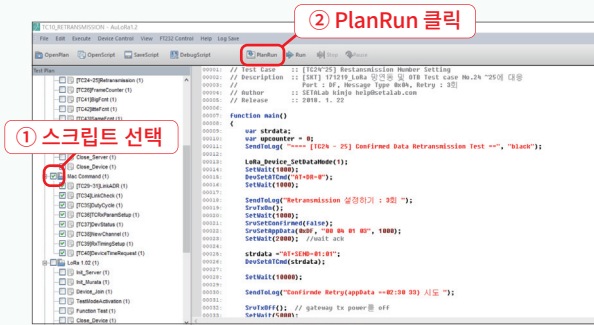 ② PlanRun 클릭
TC10_RETRANSMISSION - AuLoRa1.2
File Edit Execute Device Control View FT232 Control Help Log Save
OpenPlan OpenScript SaveScript DebugScript PlanRun Run Stop Pause
Test Plan
[TC24~25]Retransmission (1)
[TC26]FrameCounter (1)
[TC41]BigFont (1)
[TC42]littleFont (1)
[TC43]SameFont (1)
① 스크립트 선택
Close_Server (1)
Close_Device (1)
Mac Command (1)
[TC29~31]LinkADR (1)
[TC34]LinkCheck (1)
[TC35]DutyCycle (1)
[TC36]TCRxParamSetup (1)
[TC37]DevStatus (1)
[TC38]NewChannel (1)
[TC39]RxTimingSetup (1)
[TC40]DeviceTimeRequest (1)
LoRa 1.02 (1)
Init_Server (1)
Init_Murata (1)
Device_Join (1)
TestModeActivation (1)
Function Test (1)
Close_Device (1)
00001: // Test Case :: [TC24~25] Restansmission Number Setting
00002: // Description :: [SKT] 171219_LoRa 망연동 및 OTB Test case No.24 ~25에 대응
00003: // Port : DF, Message Type 0x04, Retry : 3회
00004: // Author :: SETALab kimjo help@setalab.com
00005: // Release :: 2018. 1. 22
00006:
00007: Function main()
00008: {
00009: var strdata;
00010: var upcounter = 0;
00011: SendToLog("==== [TC24 - 25] Confirmed Data Retransmission Test ==", "black");
00012:
00013: LoRa_Device_SetDataMode(1);
00014: SetWait(1000);
00015: DevSetATCmd("AT+DR=0");
00016: SetWait(1000);
00017:
00018: SendToLog("Retransmission 설정하기 : 3회 ");
00019: SrvTxOn();
00020: SetWait(1000);
00021: SrvSetConfirmed(False);
00022: SrvSetAppData(0xDF, "00 04 01 03", 1000);
00023: SetWait(2000); //wait ack
00024:
00025: strdata ="AT+SEND=01:01";
00026: DevSetATCmd(strdata);
00027:
00028: SetWait(10000);
00029:
00030: SendToLog("Confirmde Retry(appData ==02:30 33) 시도 ");
00031:
00032: SrvTxOff(); // gateway tx power를 off
00033: SetWait(5000);